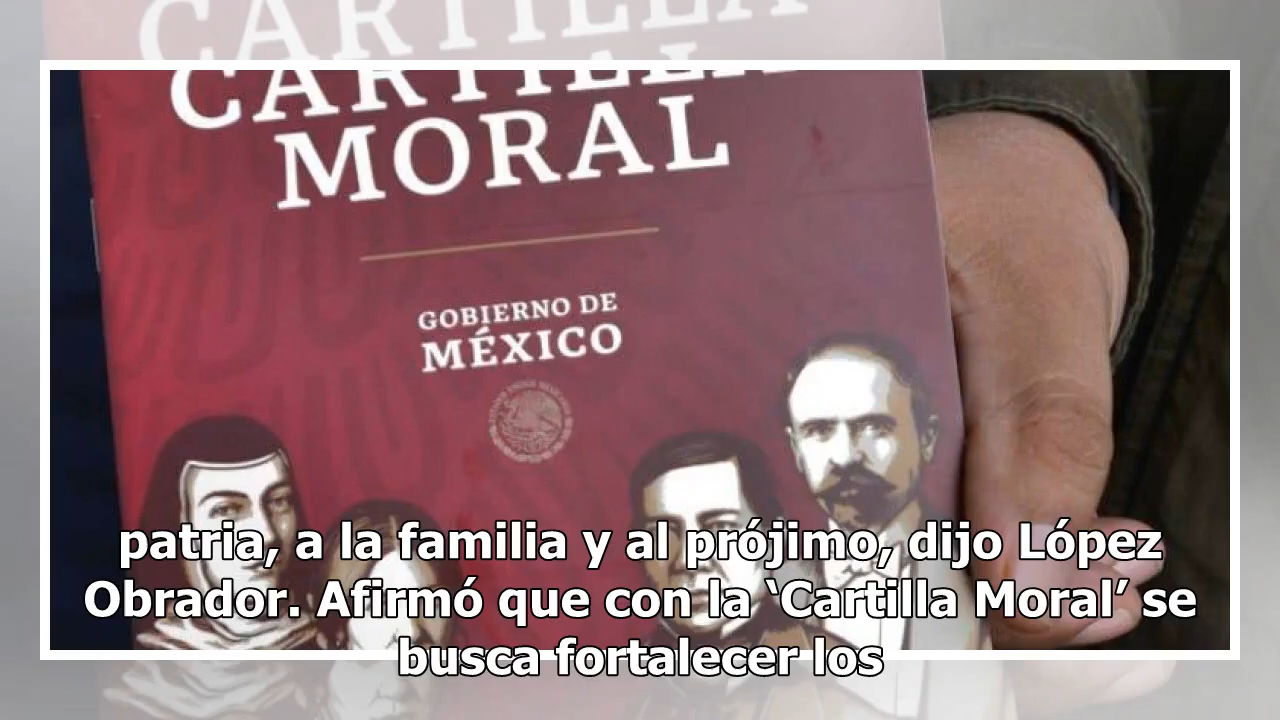 CARTILLA
CARTILLA
MORAL
GOBIERNO DE
MÉXICO
patria, a la familia y al prójimo, dijo López
Obrador. Afirmó que con la ‘Cartilla Moral’ se
busca fortalecer los